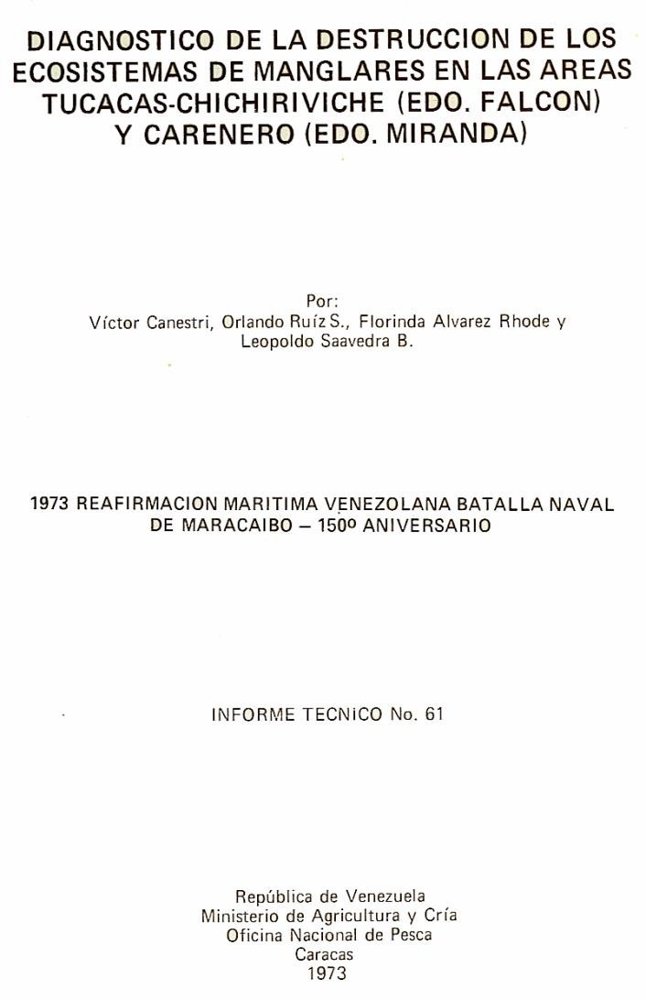 DIAGNOSTICO DE LA DESTRUCCION DE LOS
ECOSISTEMAS DE MANGLARES EN LAS AREAS
TUCACAS-CHICHIRIVICHE (EDO. FALCON)
Y CARENERO (EDO. MIRANDA)
Por:
Víctor Canestri, Orlando Ruíz S., Florinda Alvarez Rhode y
Leopoldo Saavedra B.
1973 REAFIRMACION MARITIMA VENEZOLANA BATALLA NAVAL
DE MARACAIBO – 150º ANIVERSARIO
INFORME TECNICO No. 61
República de Venezuela
Ministerio de Agricultura y Cría
Oficina Nacional de Pesca
Caracas
1973